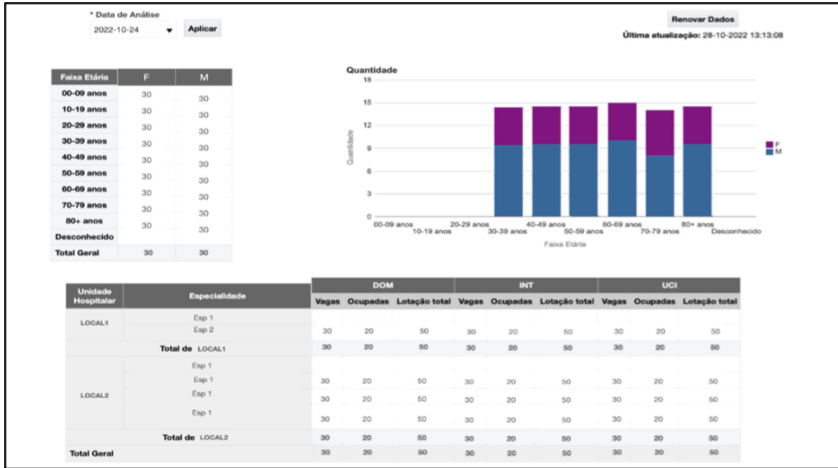 * Data de Análise
2022-10-24 Aplicar
Renovar Dados
Última atualização: 28-10-2022 13:13:08
Faixa Etária F M
00-09 anos 30 30
10-19 anos 30 30
20-29 anos 30 30
30-39 anos 30 30
40-49 anos 30 30
50-59 anos 30 30
60-69 anos 30 30
70-79 anos 30 30
80+ anos 30 30
Desconhecido
Total Geral 30 30
Quantidade
18
15
12
9
6
3
0
Quantidade
00-09 anos 10-19 anos 20-29 anos 30-39 anos 40-49 anos 50-59 anos 60-69 anos 70-79 anos 80+ anos Desconhecido
Faixa Etária
F
M
Unidade Hospitalar Especialidade DOM INT UCI
Vagas Ocupadas Lotação total Vagas Ocupadas Lotação total Vagas Ocupadas Lotação total
LOCAL1
Esp 1
Esp 2 30 20 50 30 20 50 30 20 50
Total de LOCAL1 30 20 50 30 20 50 30 20 50
LOCAL2
Esp 1
Esp 1 30 20 50 30 20 50 30 20 50
Esp 1 30 20 50 30 20 50 30 20 50
Esp 1 30 20 50 30 20 50 30 20 50
Total de LOCAL2 30 20 50 30 20 50 30 20 50
Total Geral 30 20 50 30 20 50 30 20 50